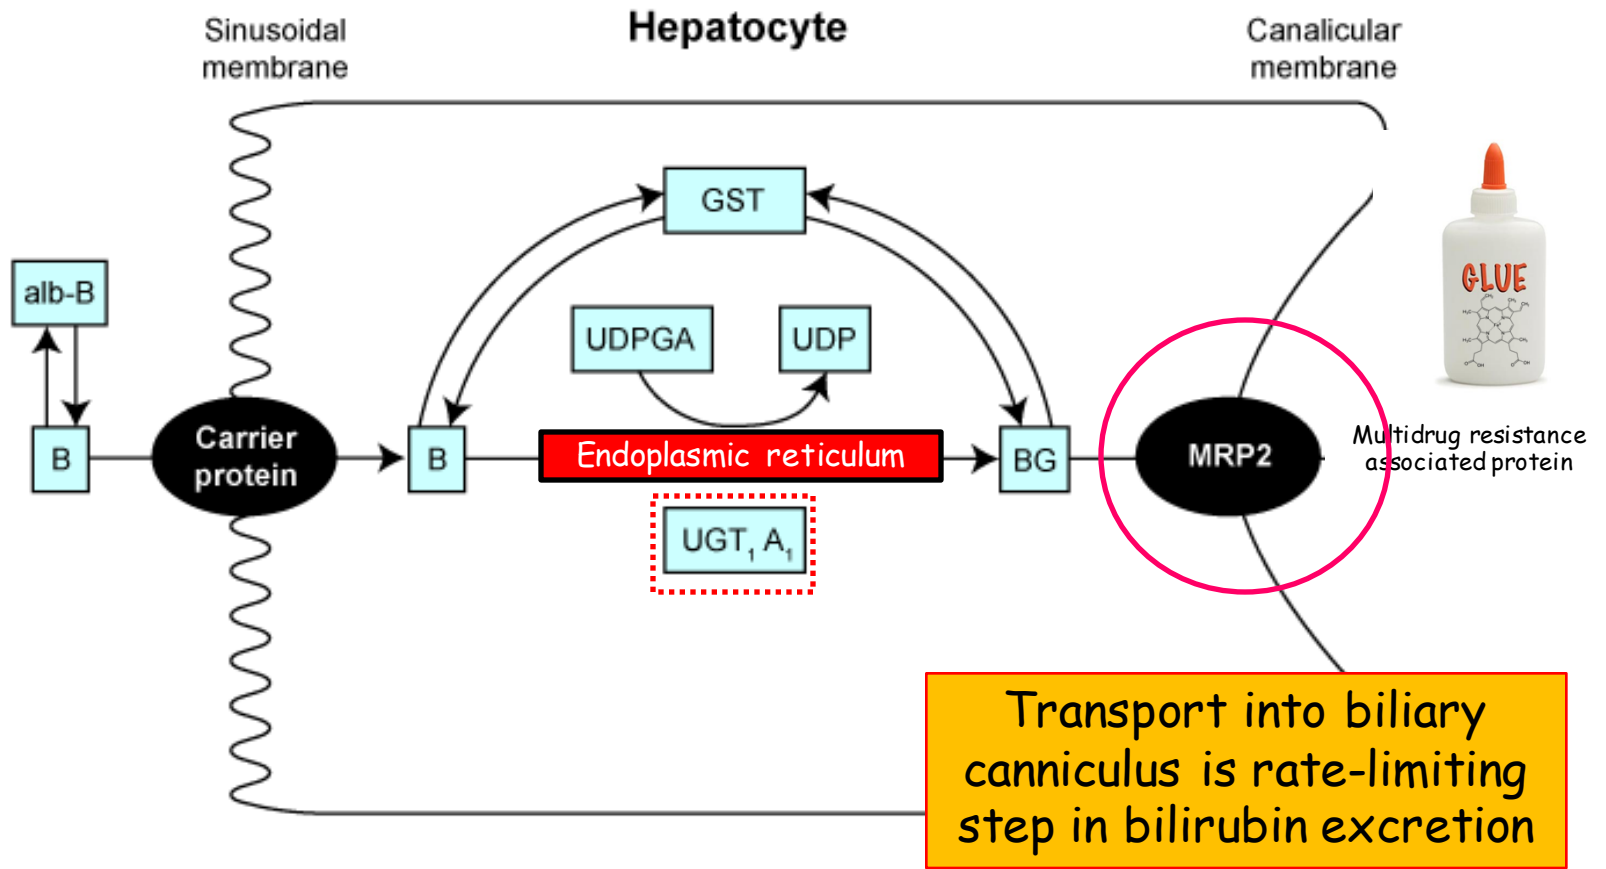 Sinusoidal
membrane
Hepatocyte
Canalicular
membrane
GST
GLUE
alb-B
UDPGA
UDP
B
Carrier
protein
B
Endoplasmic reticulum
BG
MRP2
Multidrug resistance
associated protein
UGT₁ A₁
Transport into biliary
canniculus is rate-limiting
step in bilirubin excretion